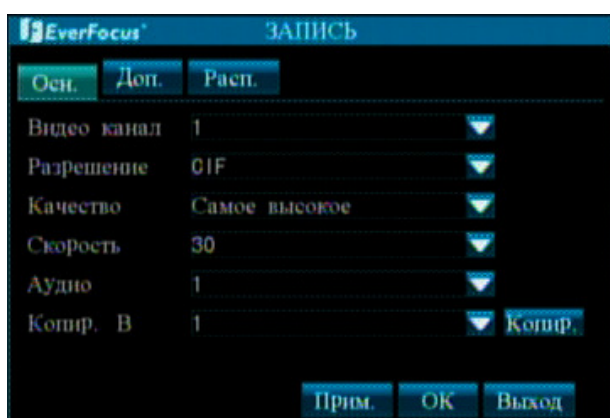 EverFocus ЗАПИСЬ
Осн. Доп. Расп.
Видео канал 1
Разрешение CIF
Качество Самое высокое
Скорость 30
Аудио 1
Копир. В 1 Копир.
Прим. ОК Выход